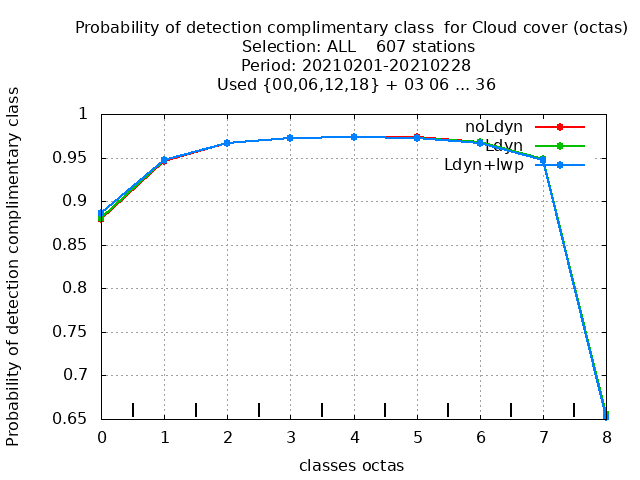 Probability of detection complimentary class  for Cloud cover (octas)
Selection: ALL    607 stations
Period: 20210201-20210228
Used {00,06,12,18} + 03 06 ... 36
Probability of detection complimentary class
1
0.95
0.9
0.85
0.8
0.75
0.7
0.65
noLdyn
Ldyn
Ldyn+lwp
0 1 2 3 4 5 6 7 8
classes octas